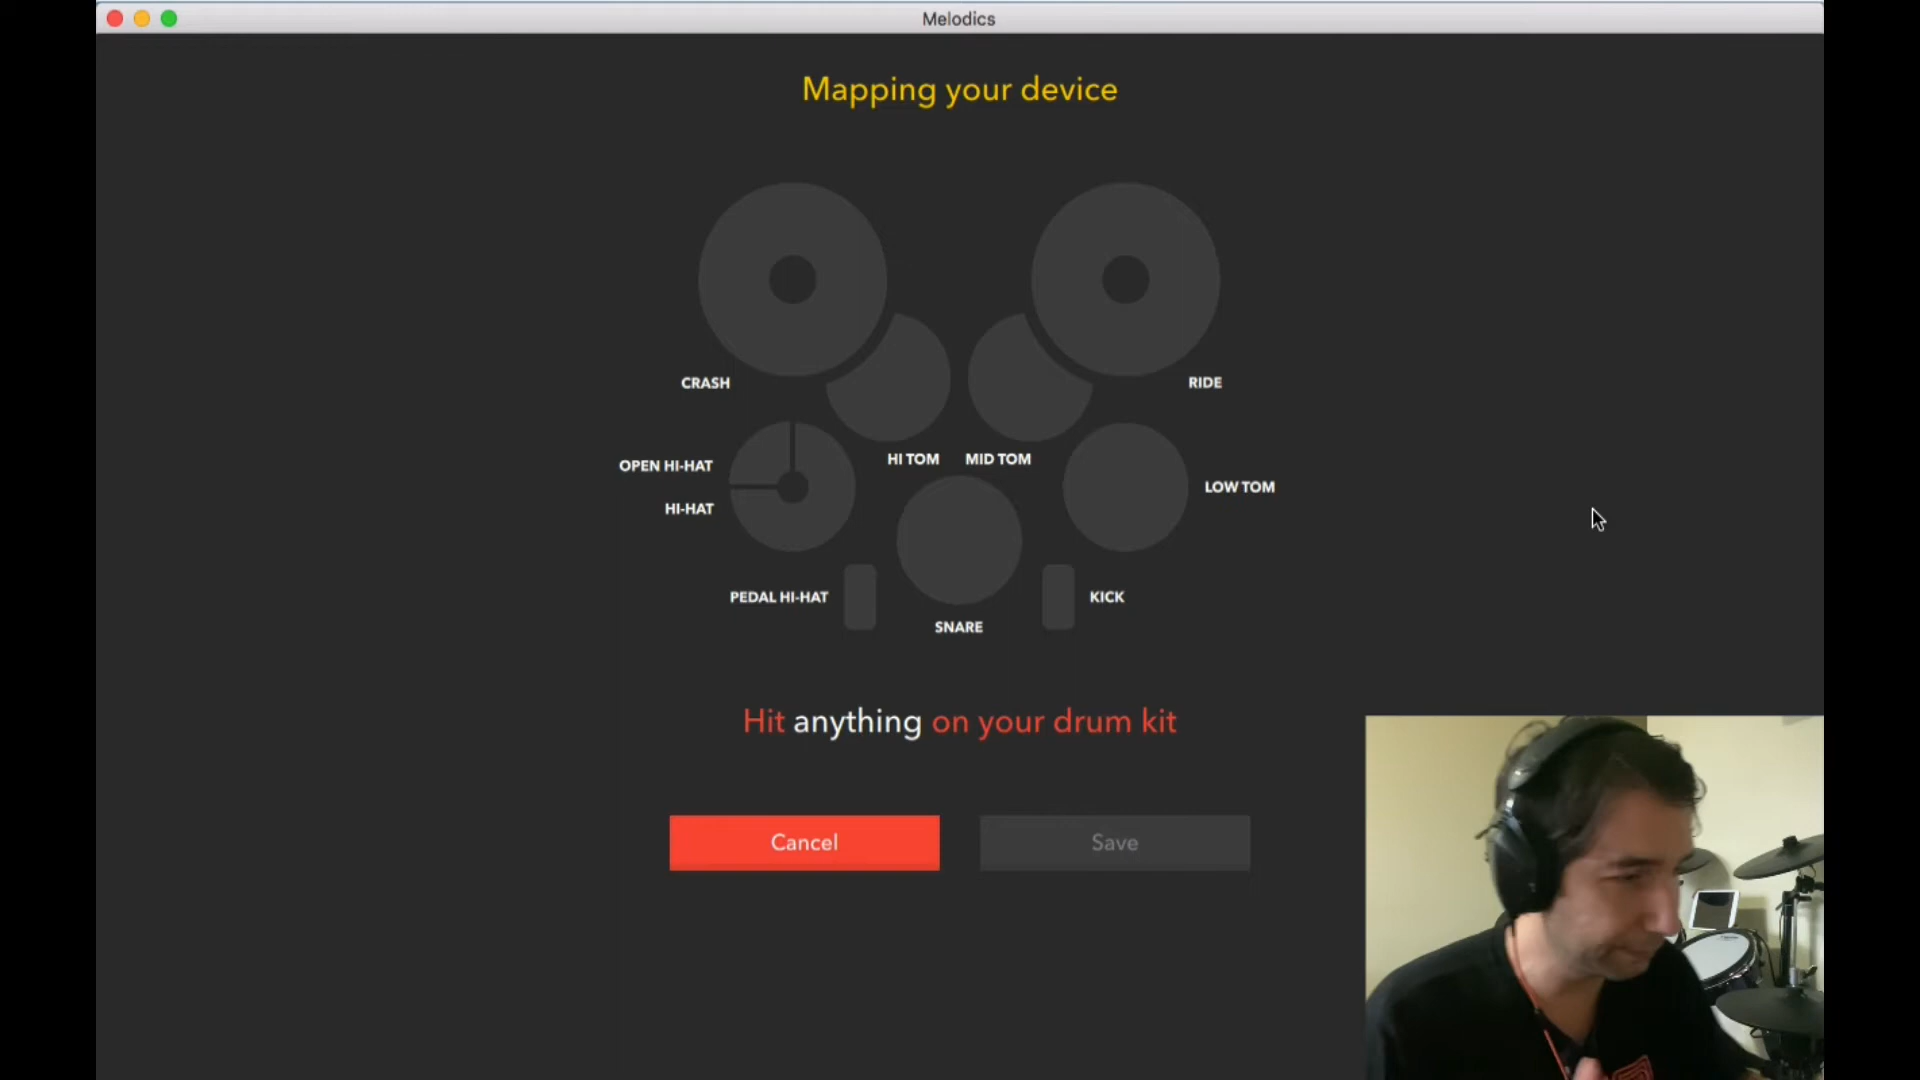 Melodics
Mapping your device
CRASH
RIDE
OPEN HI-HAT
HI TOM
MID TOM
LOW TOM
HI-HAT
PEDAL HI-HAT
KICK
SNARE
Hit anything on your drum kit
Cancel
Save